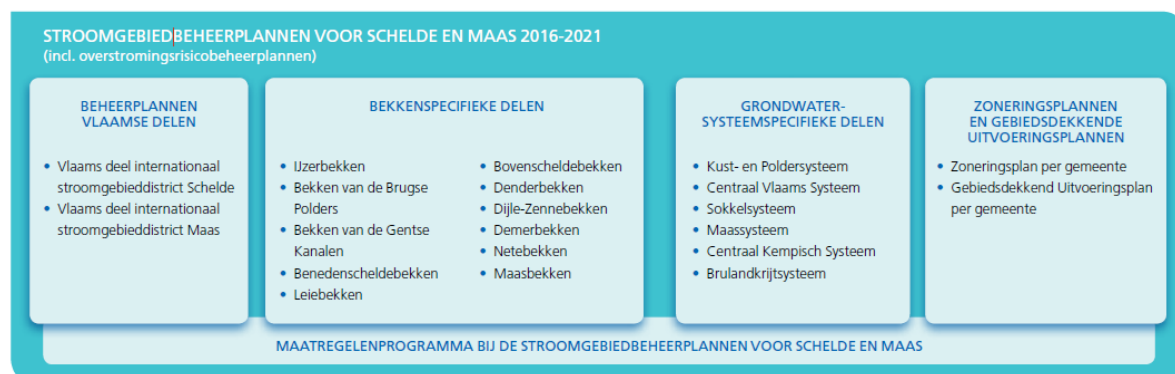 STROOMGEBIEDBEHEERPLANNEN VOOR SCHELDE EN MAAS 2016-2021
(incl. overstromingsrisicobeheerplannen)
BEHEERPLANNEN
VLAAMSE DELEN
• Vlaams deel internationaal
stroomgebieddistrict Schelde
• Vlaams deel internationaal
stroomgebieddistrict Maas
BEKKENSPECIFIEKE DELEN
• IJzerbekken
• Bekken van de Brugse
Polders
• Bekken van de Gentse
Kanalen
• Benedenscheldebekken
• Leiebekken
• Bovenscheldebekken
• Denderbekken
• Dijle-Zennebekken
• Demerbekken
• Netebekken
• Maasbekken
GRONDWATER-
SYSTEEMSPECIFIEKE DELEN
• Kust- en Poldersysteem
• Centraal Vlaams Systeem
• Sokkelsysteem
• Maassysteem
• Centraal Kempisch Systeem
• Brulandkrijtsysteem
ZONERINGSPLANNEN
EN GEBIEDSDEKKENDE
UITVOERINGSPLANNEN
• Zoneringsplan per gemeente
• Gebiedsdekkend Uitvoeringsplan
per gemeente
MAATREGELENPROGRAMMA BIJ DE STROOMGEBIEDBEHEERPLANNEN VOOR SCHELDE EN MAAS